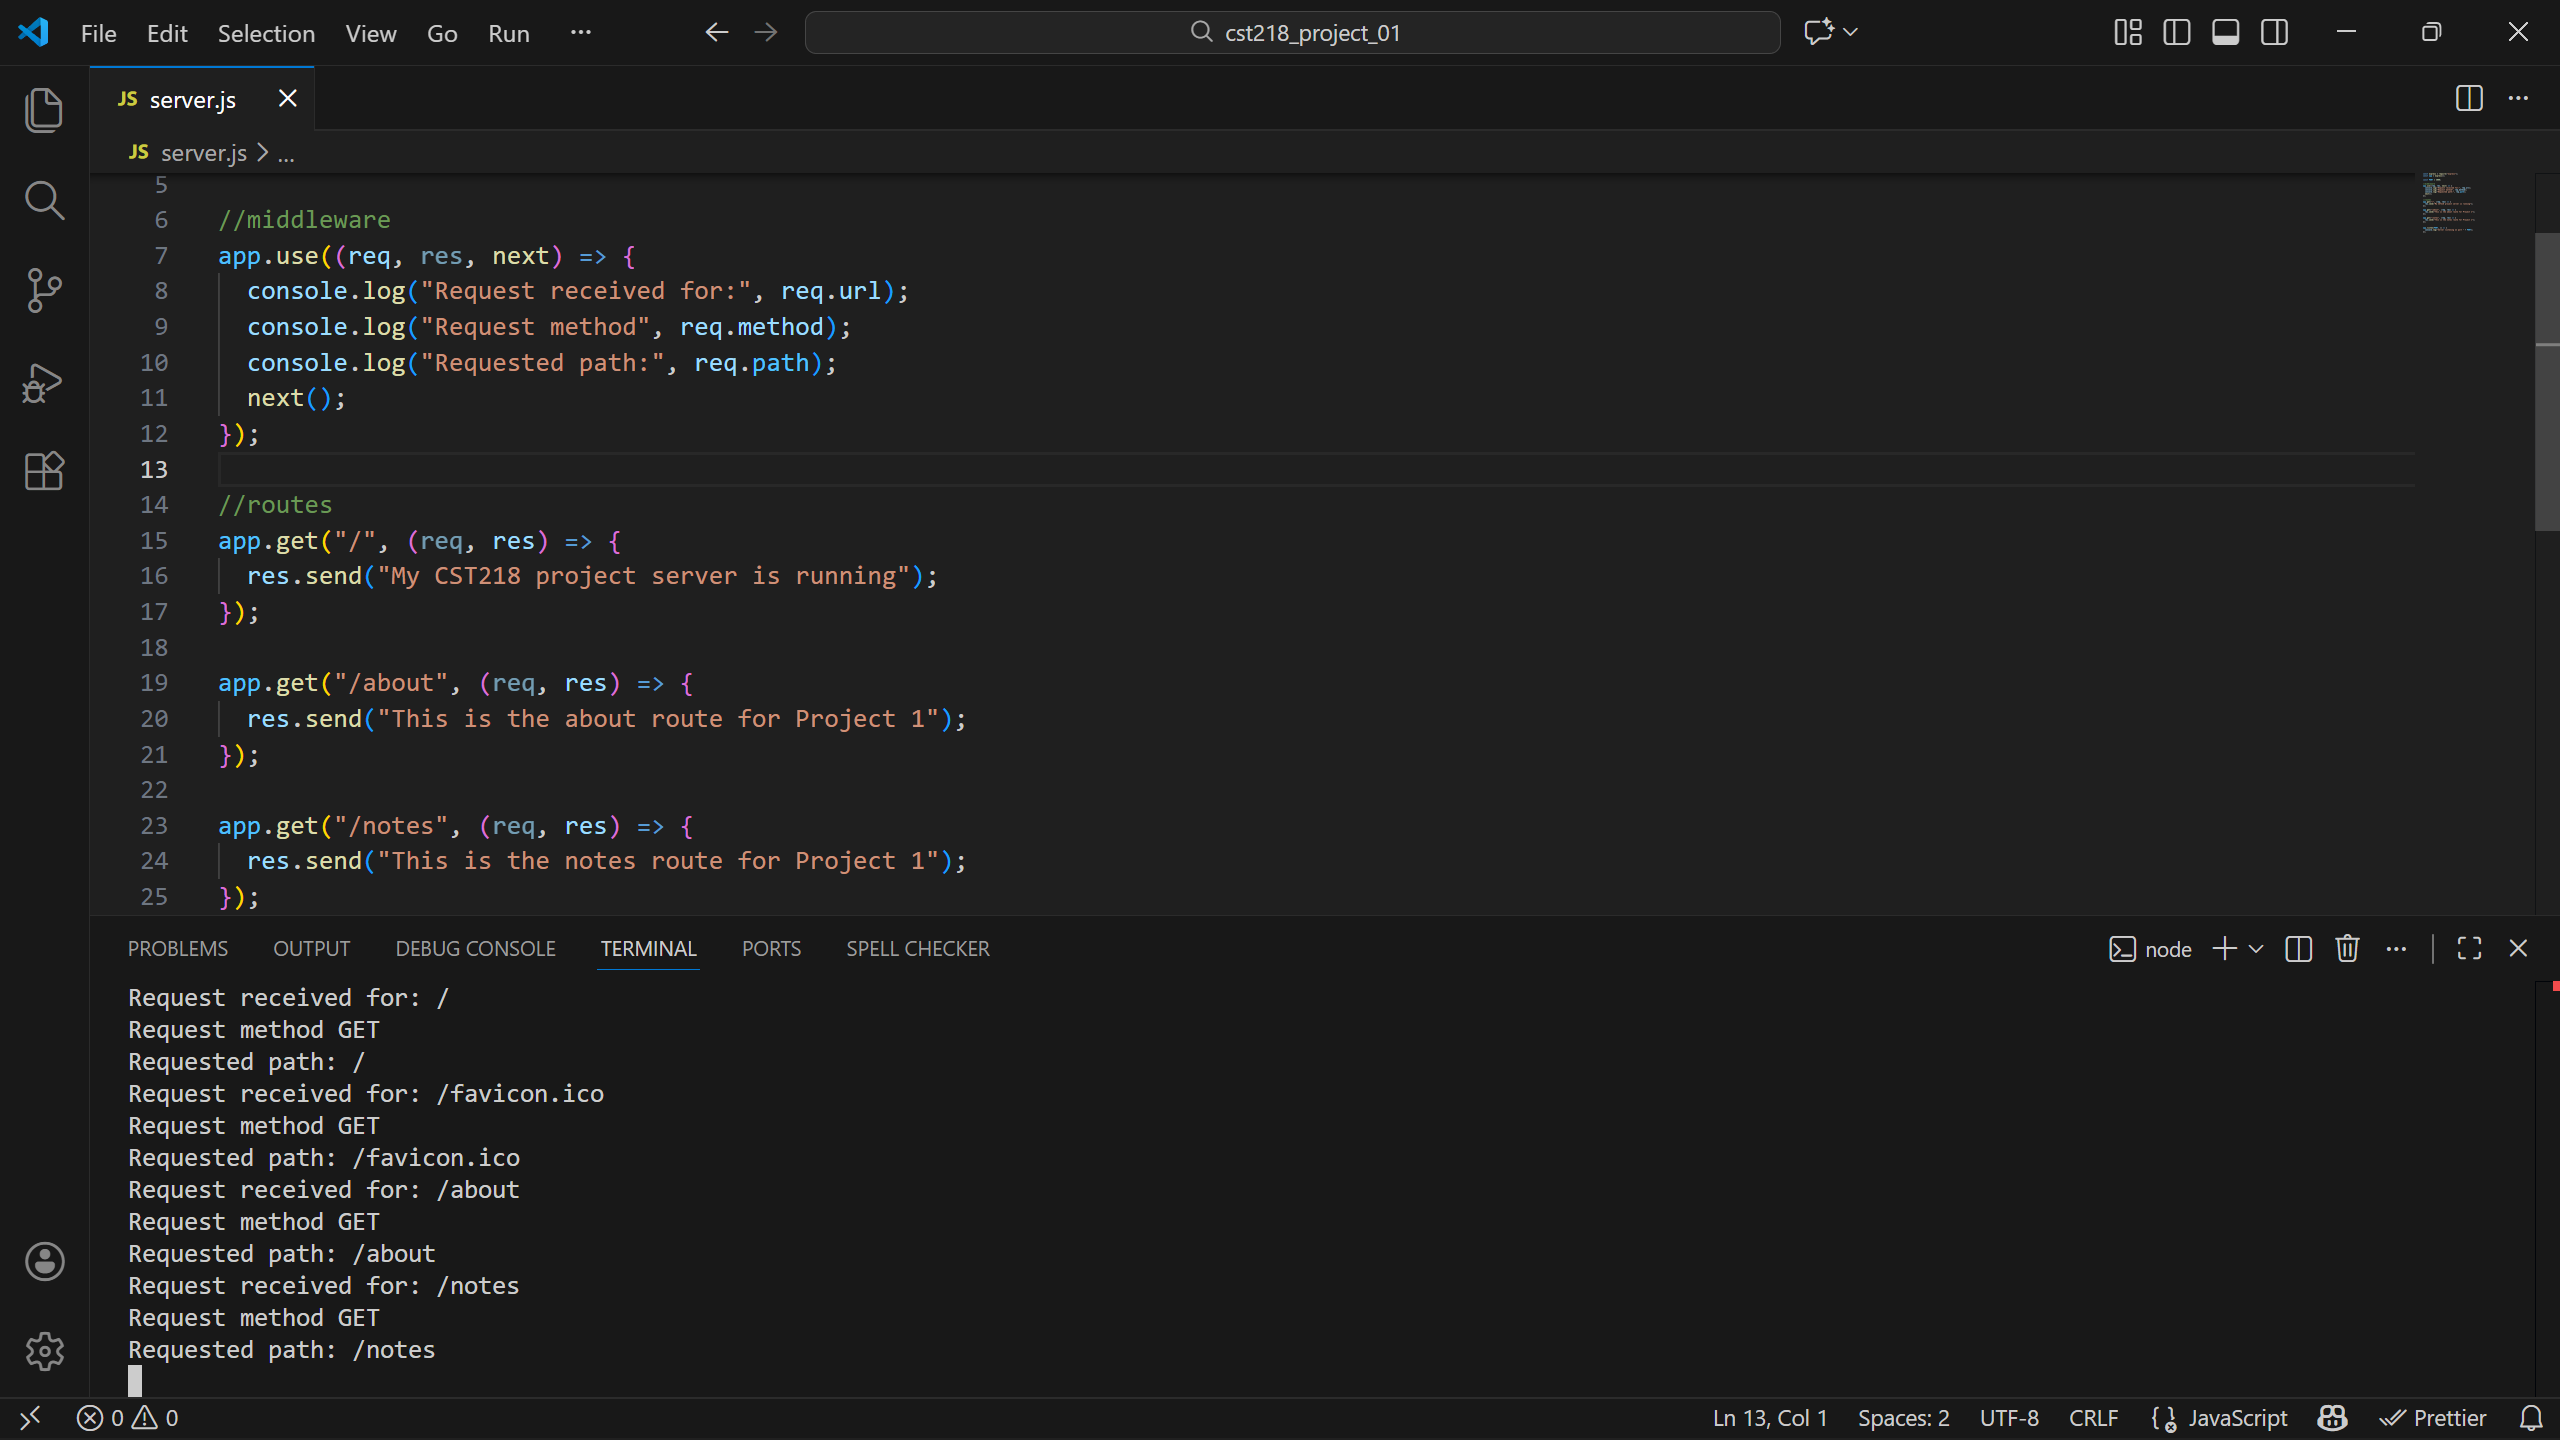 File Edit Selection View Go Run ··· cst218_project_01
JS server.js
JS server.js > ...
5
6 //middleware
7 app.use((req, res, next) => {
8 console.log("Request received for:", req.url);
9 console.log("Request method", req.method);
10 console.log("Requested path:", req.path);
11 next();
12 });
13
14 //routes
15 app.get("/", (req, res) => {
16 res.send("My CST218 project server is running");
17 });
18
19 app.get("/about", (req, res) => {
20 res.send("This is the about route for Project 1");
21 });
22
23 app.get("/notes", (req, res) => {
24 res.send("This is the notes route for Project 1");
25 });
PROBLEMS OUTPUT DEBUG CONSOLE TERMINAL PORTS SPELL CHECKER node
Request received for: /
Request method GET
Requested path: /
Request received for: /favicon.ico
Request method GET
Requested path: /favicon.ico
Request received for: /about
Request method GET
Requested path: /about
Request received for: /notes
Request method GET
Requested path: /notes
0 0 Ln 13, Col 1 Spaces: 2 UTF-8 CRLF JavaScript Prettier